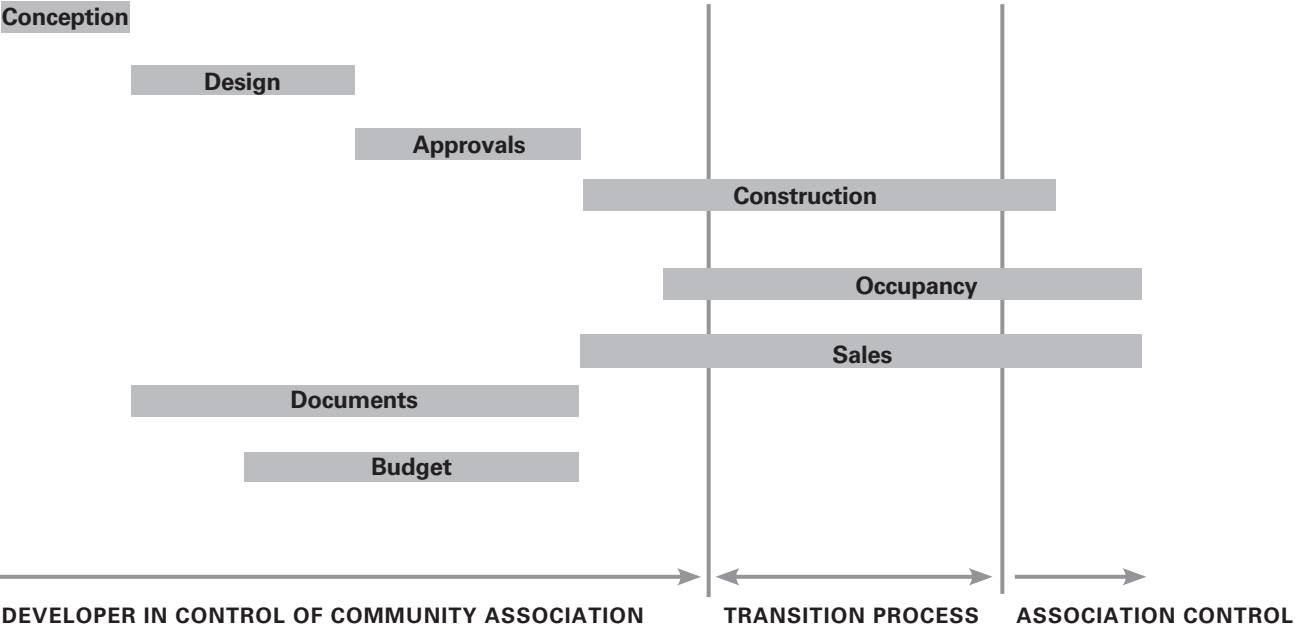 Conception
Design
Approvals
Construction
Occupancy
Sales
Documents
Budget
DEVELOPER IN CONTROL OF COMMUNITY ASSOCIATION
TRANSITION PROCESS
ASSOCIATION CONTROL